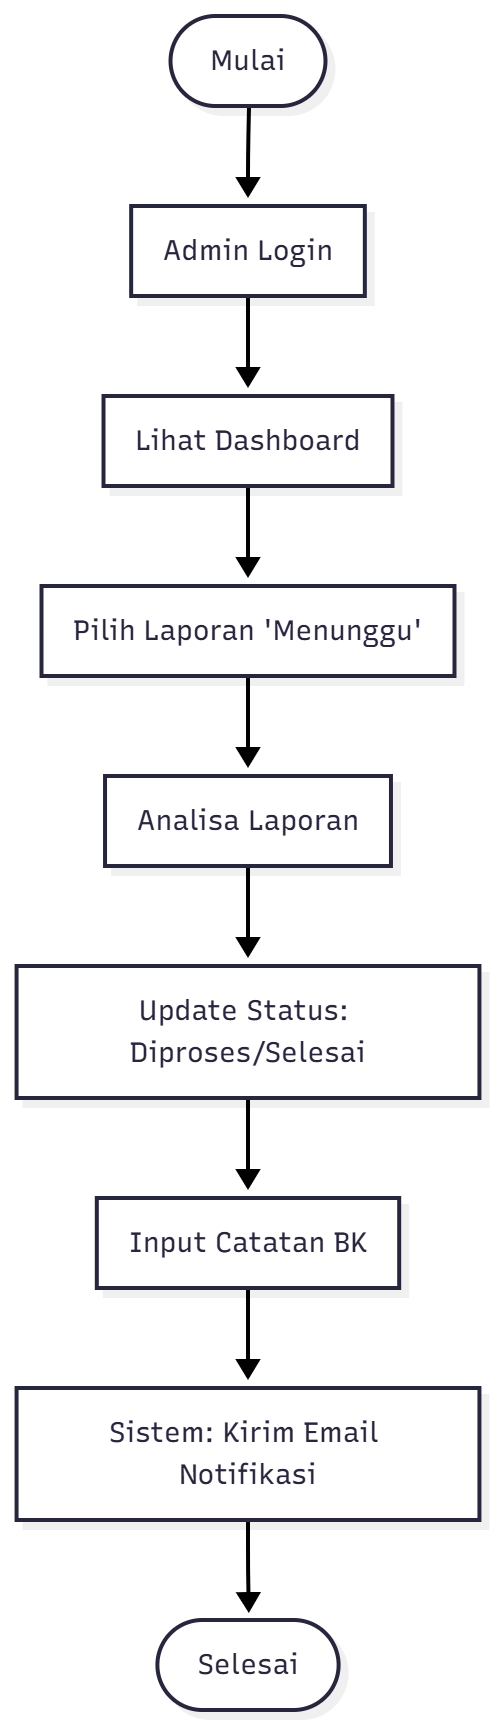 Mulai
Admin Login
Lihat Dashboard
Pilih Laporan 'Menunggu'
Analisa Laporan
Update Status:
Diproses/Selesai
Input Catatan BK
Sistem: Kirim Email
Notifikasi
Selesai